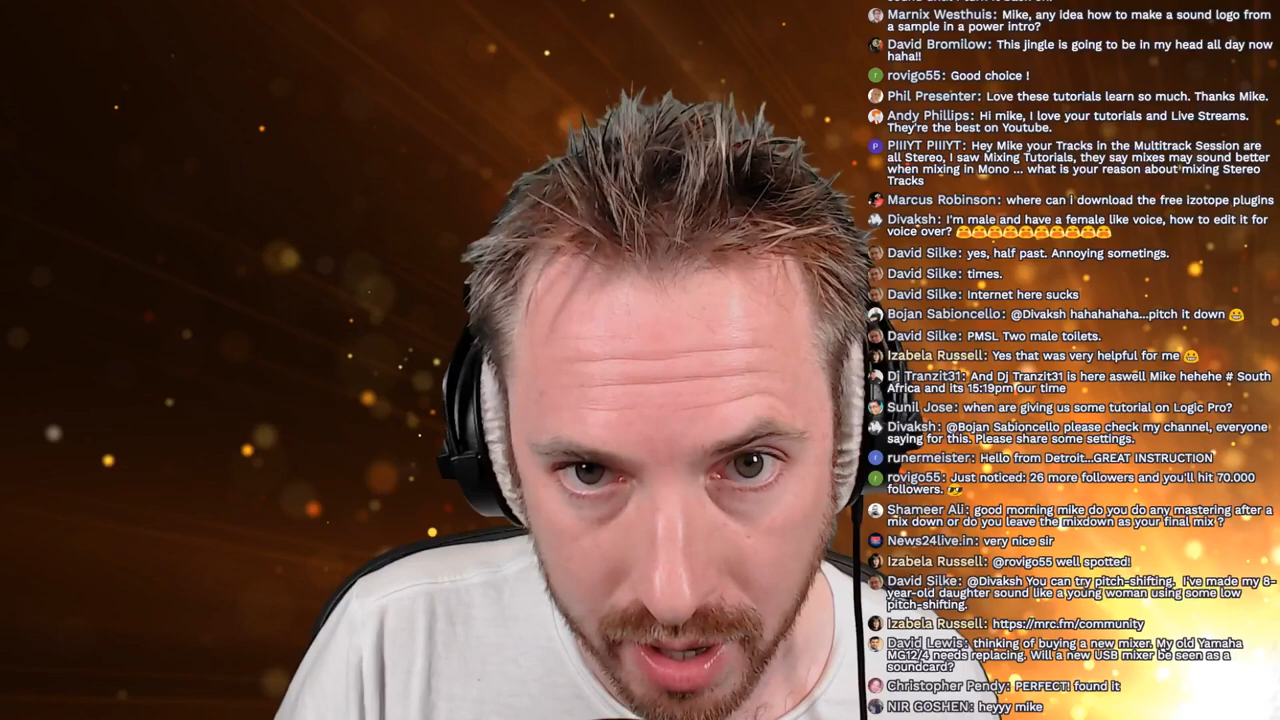 Marnix Westhuis: Mike, any idea how to make a sound logo from
a sample in a power intro?
David Bromilow: This jingle is going to be in my head all day now
haha!!
rovigo55: Good choice !
Phil Presenter: Love these tutorials learn so much. Thanks Mike.
Andy Phillips: Hi mike, I love your tutorials and Live Streams.
They're the best on Youtube.
P
PIIIYT PIIIYT: Hey Mike your Tracks in the Multitrack Session are
all Stereo, I saw Mixing Tutorials, they say mixes may sound better
when mixing in Mono ... what is your reason about mixing Stereo
Tracks
Marcus Robinson: where can i download the free izotope plugins
Divaksh: I'm male and have a female like voice, how to edit it for
voice over?
David Silke: yes, half past. Annoying sometings.
David Silke: times.
David Silke: Internet here sucks
Bojan Sabioncello: @Divaksh hahahahaha...pitch it down
David Silke: PMSL Two male toilets.
Izabela Russell: Yes that was very helpful for me
Dj Tranzit31: And Dj Tranzit31 is here aswell Mike hehehe # South
Africa and its 15:19pm our time
Sunil Jose: when are giving us some tutorial on Logic Pro?
Divaksh: @Bojan Sabioncello please check my channel, everyone
saying for this. Please share some settings.
r runermeister: Hello from Detroit...GREAT INSTRUCTION
r rovigo55: Just noticed: 26 more followers and you'll hit 70.000
followers.
Shameer Ali: good morning mike do you do any mastering after a
mix down or do you leave the mixdown as your final mix ?
News24live.in: very nice sir
Izabela Russell: @rovigo55 well spotted!
David Silke: @Divaksh You can try pitch-shifting. I've made my 8-
year-old daughter sound like a young woman using some low
pitch-shifting.
Izabela Russell: https://mrc.fm/community
David Lewis: thinking of buying a new mixer. My old Yamaha
MG12/4 needs replacing. Will a new USB mixer be seen as a
soundcard?
Christopher Pendy: PERFECT! found it
NIR GOSHEN: heyyy mike